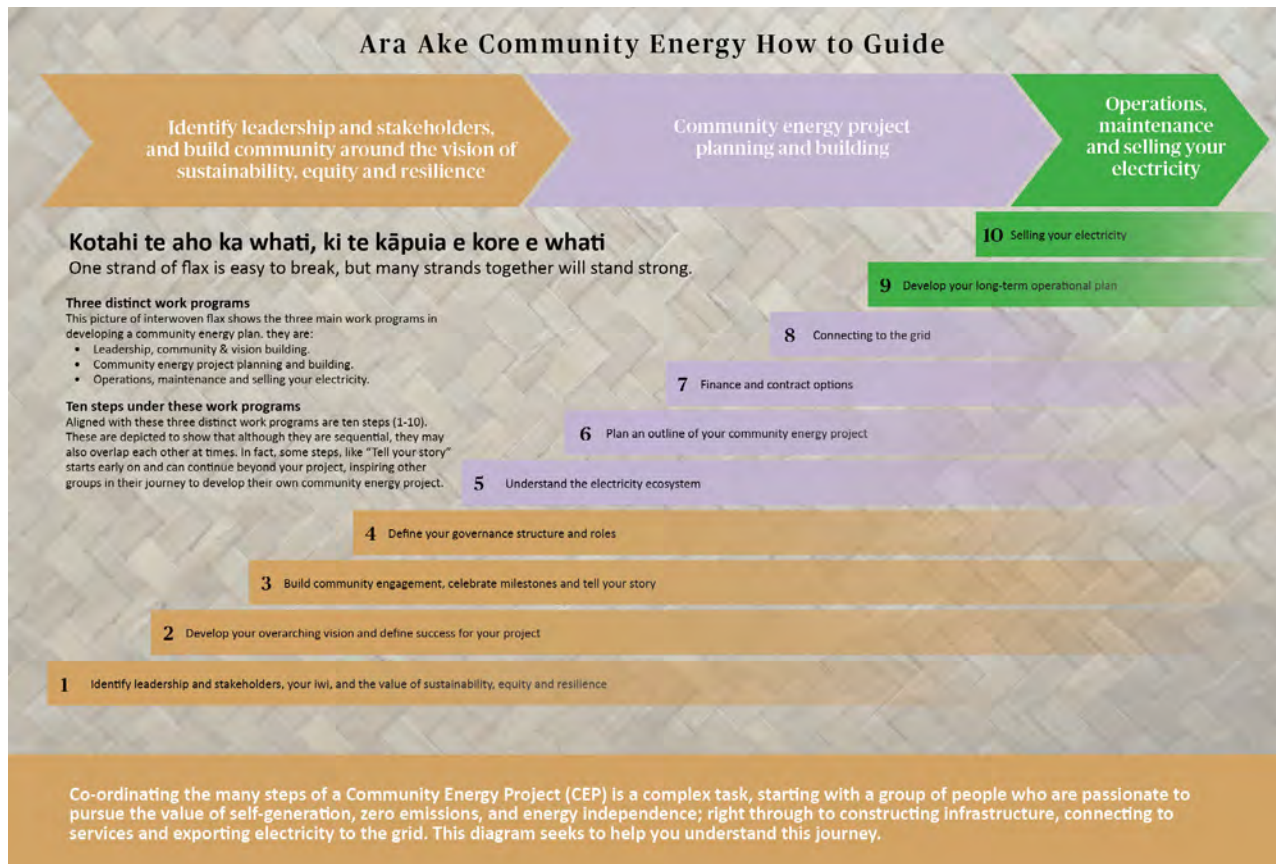 Ara Ake Community Energy How to Guide
Identify leadership and stakeholders,
and build community around the vision of
sustainability, equity and resilience
Community energy project
planning and building
Operations,
maintenance
and selling your
electricity
Kotahi te aho ka whati, ki te kāpuia e kore e whati
One strand of flax is easy to break, but many strands together will stand strong.
Three distinct work programs
This picture of interwoven flax shows the three main work programs in
developing a community energy plan. they are:
• Leadership, community & vision building.
• Community energy project planning and building.
• Operations, maintenance and selling your electricity.
Ten steps under these work programs
Aligned with these three distinct work programs are ten steps (1-10).
These are depicted to show that although they are sequential, they may
also overlap each other at times. In fact, some steps, like "Tell your story"
starts early on and can continue beyond your project, inspiring other
groups in their journey to develop their own community energy project.
10 Selling your electricity
9 Develop your long-term operational plan
8 Connecting to the grid
7 Finance and contract options
6 Plan an outline of your community energy project
5 Understand the electricity ecosystem
4 Define your governance structure and roles
3 Build community engagement, celebrate milestones and tell your story
2 Develop your overarching vision and define success for your project
1 Identify leadership and stakeholders, your iwi, and the value of sustainability, equity and resilience
Co-ordinating the many steps of a Community Energy Project (CEP) is a complex task, starting with a group of people who are passionate to
pursue the value of self-generation, zero emissions, and energy independence; right through to constructing infrastructure, connecting to
services and exporting electricity to the grid. This diagram seeks to help you understand this journey.